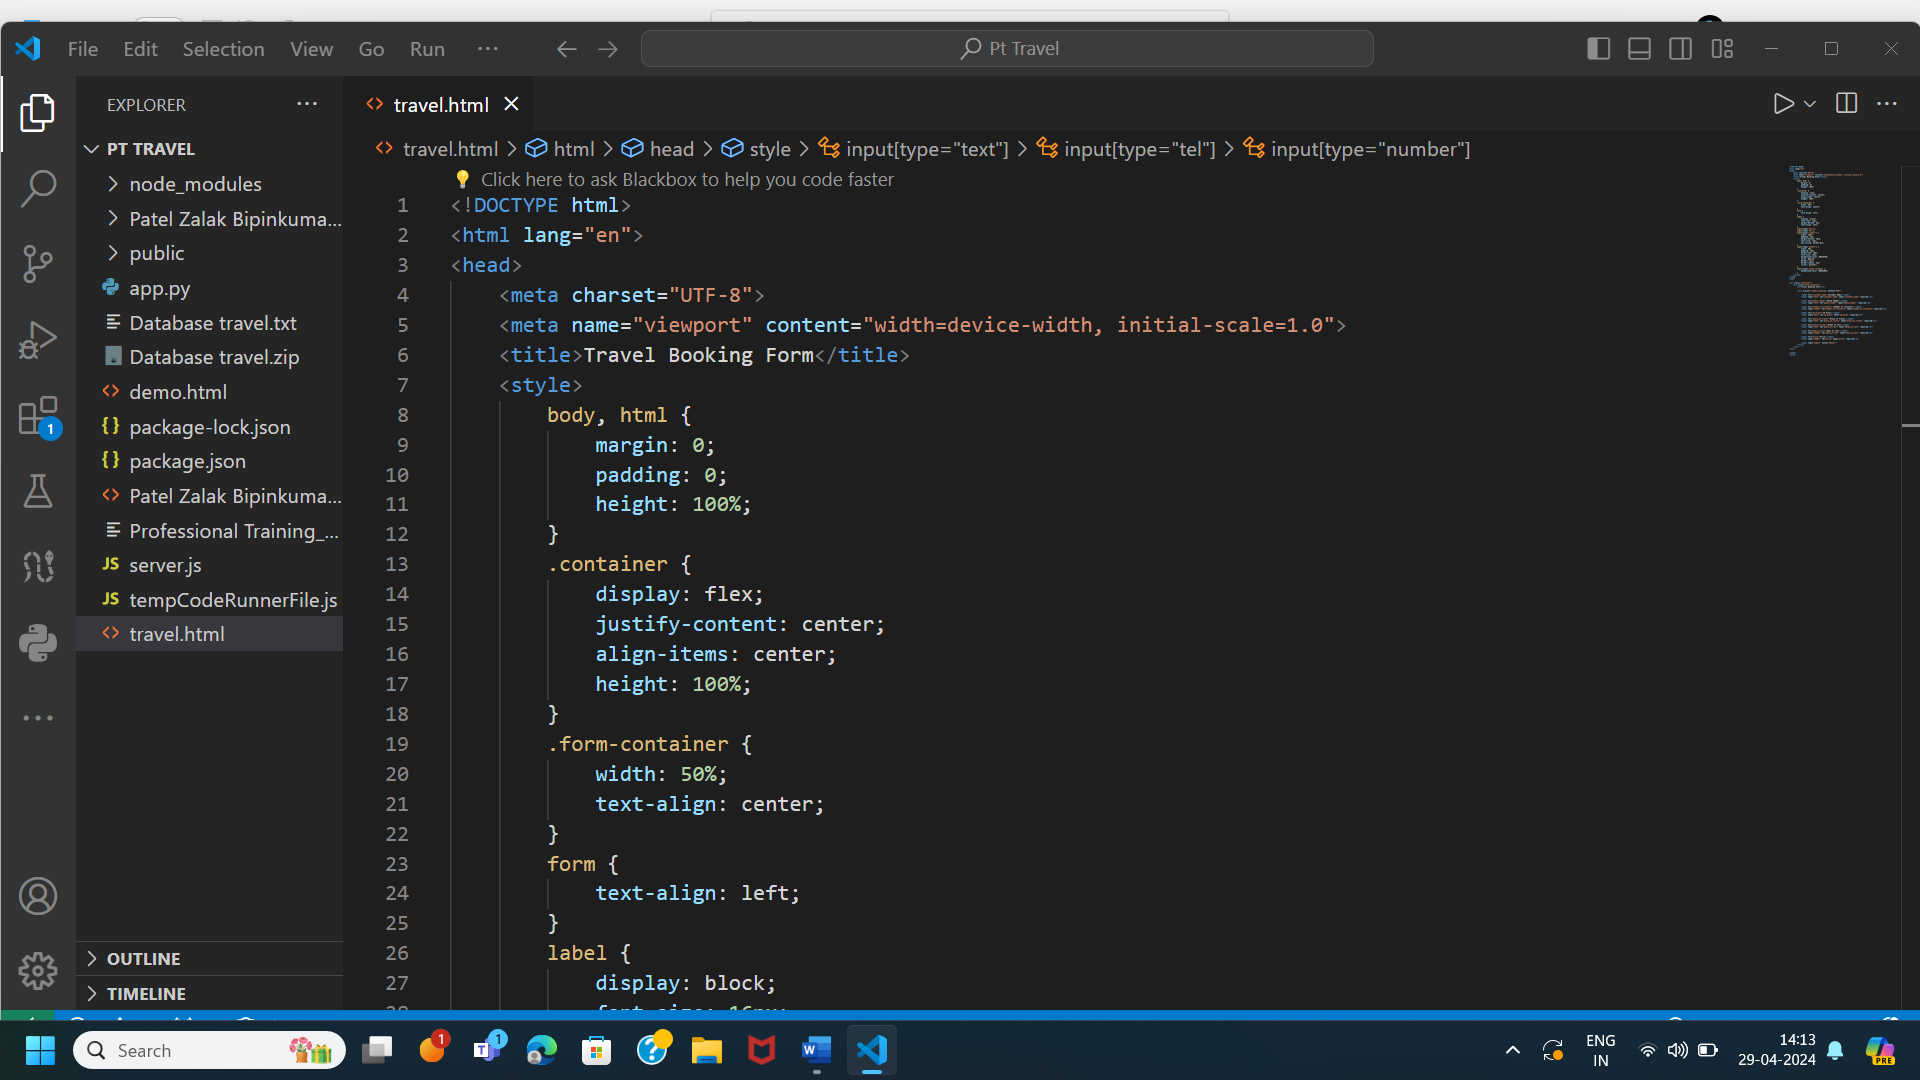 File Edit Selection View Go Run ··· Pt Travel
EXPLORER ···
PT TRAVEL
node_modules
Patel Zalak Bipinkuma...
public
app.py
Database travel.txt
Database travel.zip
demo.html
package-lock.json
package.json
Patel Zalak Bipinkuma...
Professional Training_...
JS server.js
JS tempCodeRunnerFile.js
travel.html
OUTLINE
TIMELINE
1
travel.html
travel.html > html > head > style > input[type="text"] > input[type="tel"] > input[type="number"]
Click here to ask Blackbox to help you code faster
1 <!DOCTYPE html>
2 <html lang="en">
3 <head>
4 <meta charset="UTF-8">
5 <meta name="viewport" content="width=device-width, initial-scale=1.0">
6 <title>Travel Booking Form</title>
7 <style>
8 body, html {
9 margin: 0;
10 padding: 0;
11 height: 100%;
12 }
13 .container {
14 display: flex;
15 justify-content: center;
16 align-items: center;
17 height: 100%;
18 }
19 .form-container {
20 width: 50%;
21 text-align: center;
22 }
23 form {
24 text-align: left;
25 }
26 label {
27 display: block;
Search
1
1
ENG
IN
14:13
29-04-2024
PRE